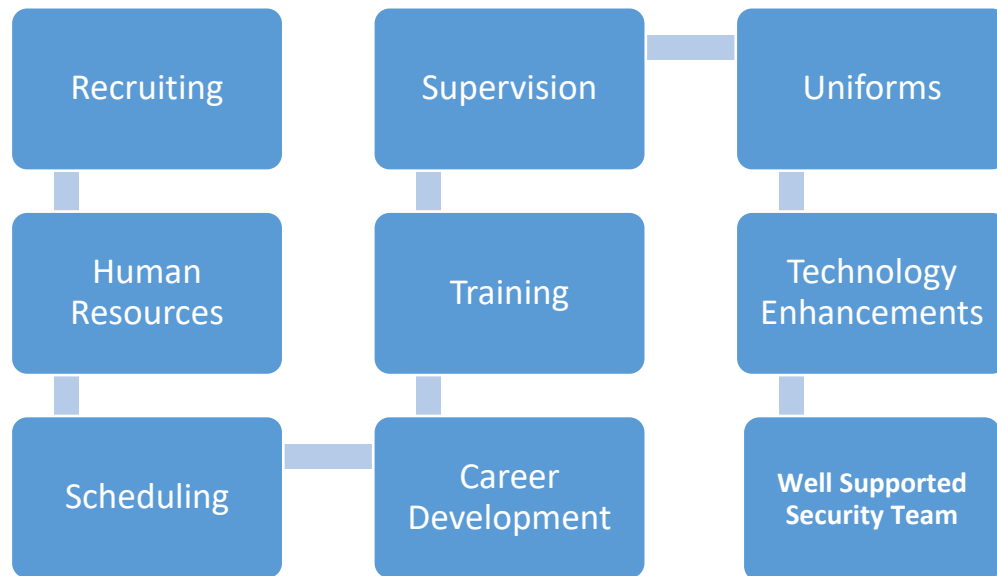 Recruiting
Human
Resources
Scheduling
Career
Development
Training
Supervision
Uniforms
Technology
Enhancements
Well Supported
Security Team